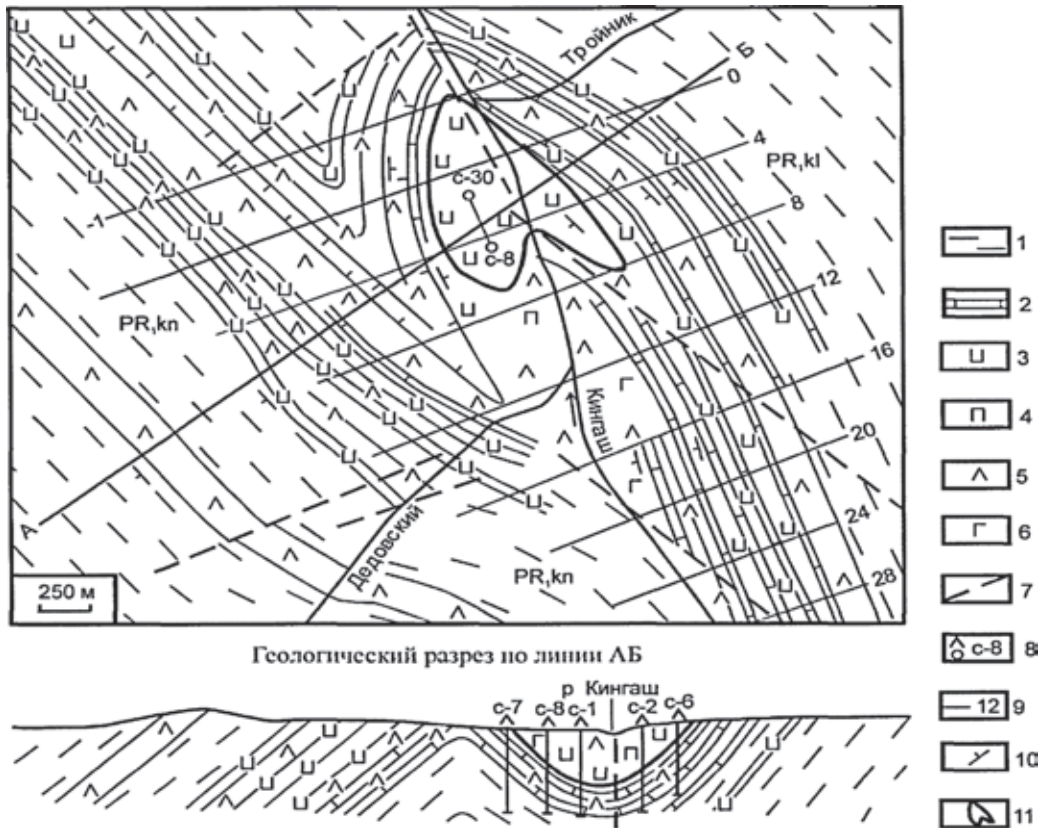 Тройник
Б
0
4
PR,kl
8
с-30
с-8
-1
12
PR,kn
16
Кингаш
20
А
Дедовский
PR,kn
24
28
250 м
1
2
3
4
5
6
7
с-8 8
12 9
10
11
Геологический разрез по линии АБ
р Кингаш
с-7 с-8 с-1 с-2 с-6